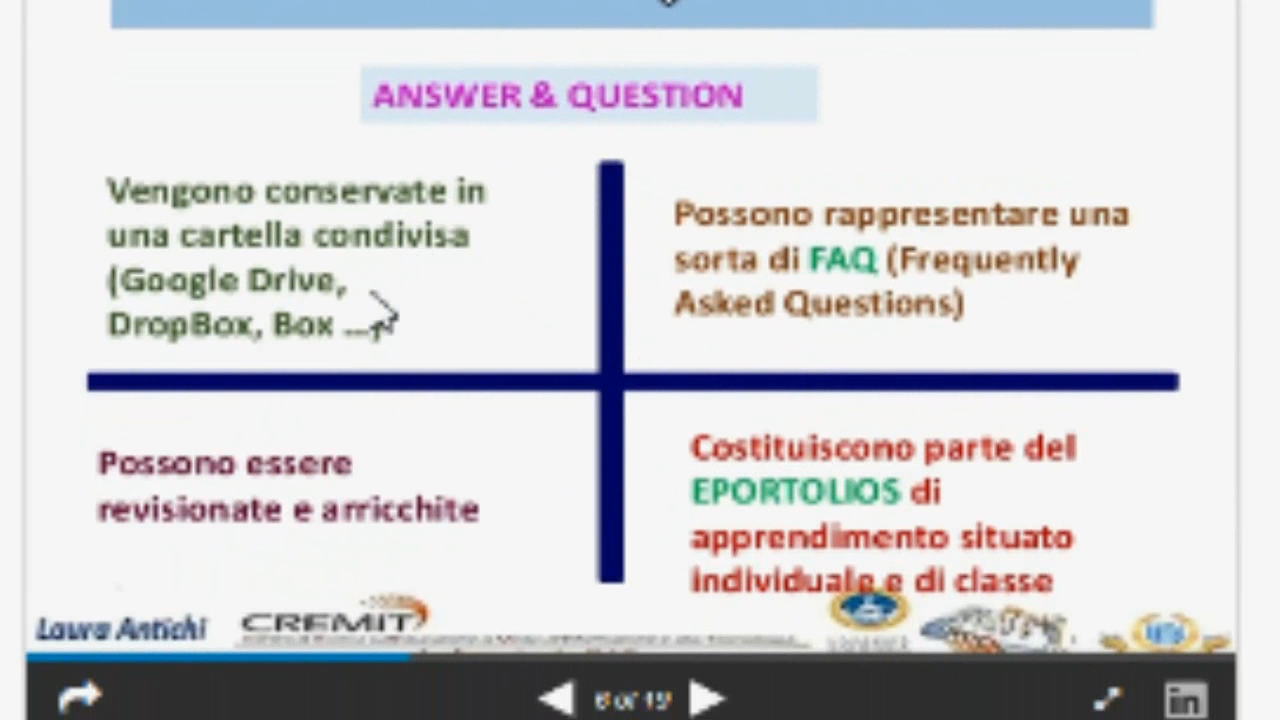 ANSWER & QUESTION
Vengono conservate in
una cartella condivisa
(Google Drive,
DropBox, Box ...)
Possono rappresentare una
sorta di FAQ (Frequently
Asked Questions)
Possono essere
revisionate e arricchite
Costituiscono parte del
EPORTOLIOS di
apprendimento situato
individuale e di classe
Laura Antichi
CREMIT
of 19
in